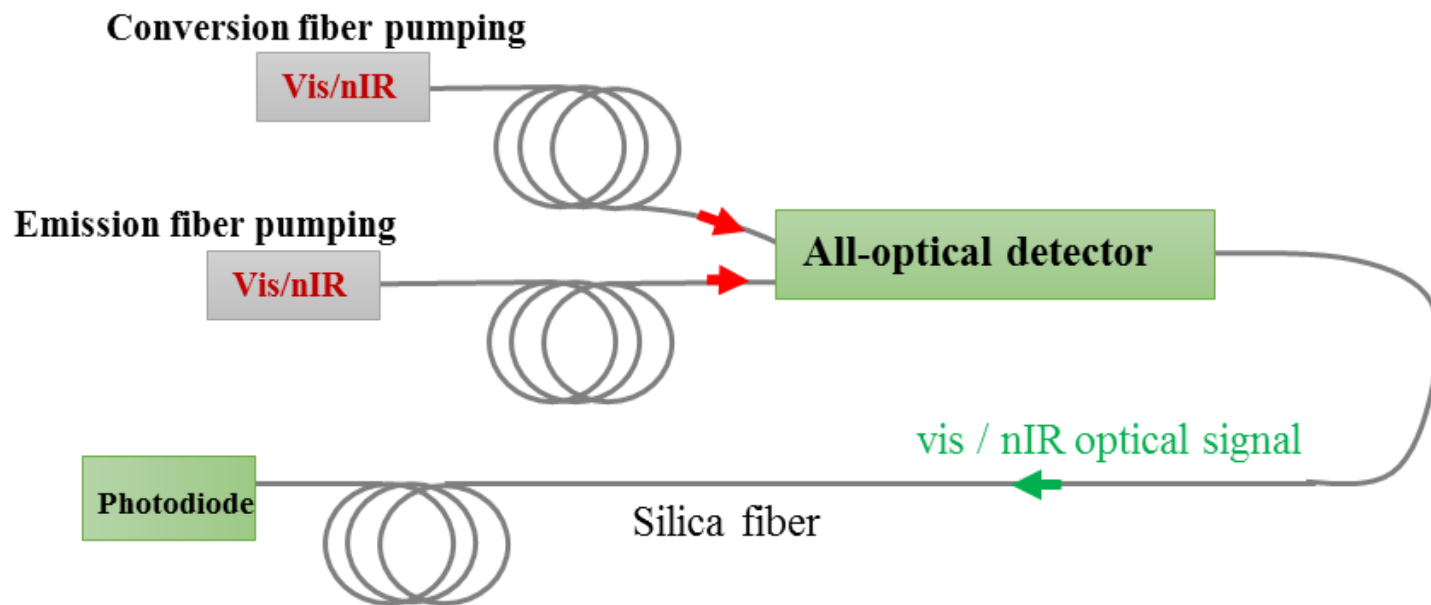 Conversion fiber pumping
Vis/nIR
Emission fiber pumping
Vis/nIR
All-optical detector
vis / nIR optical signal
Photodiode
Silica fiber